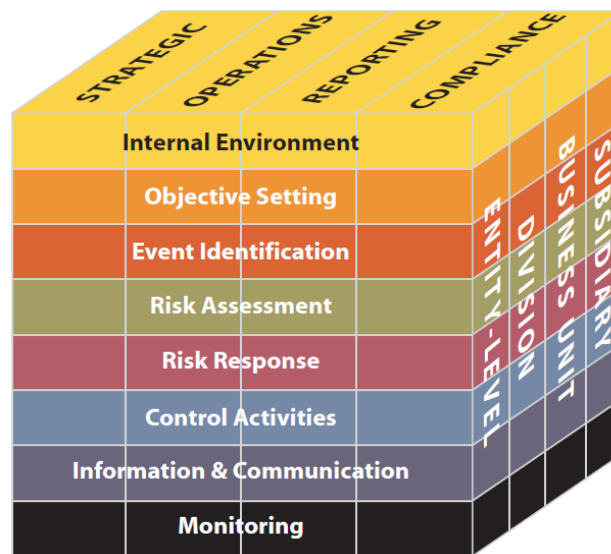 STRATEGIC
OPERATIONS
REPORTING
COMPLIANCE
Internal Environment
Objective Setting
Event Identification
Risk Assessment
Risk Response
Control Activities
Information & Communication
Monitoring
ENTITY-LEVEL
DIVISION
BUSINESS UNIT
SUBSIDIARY